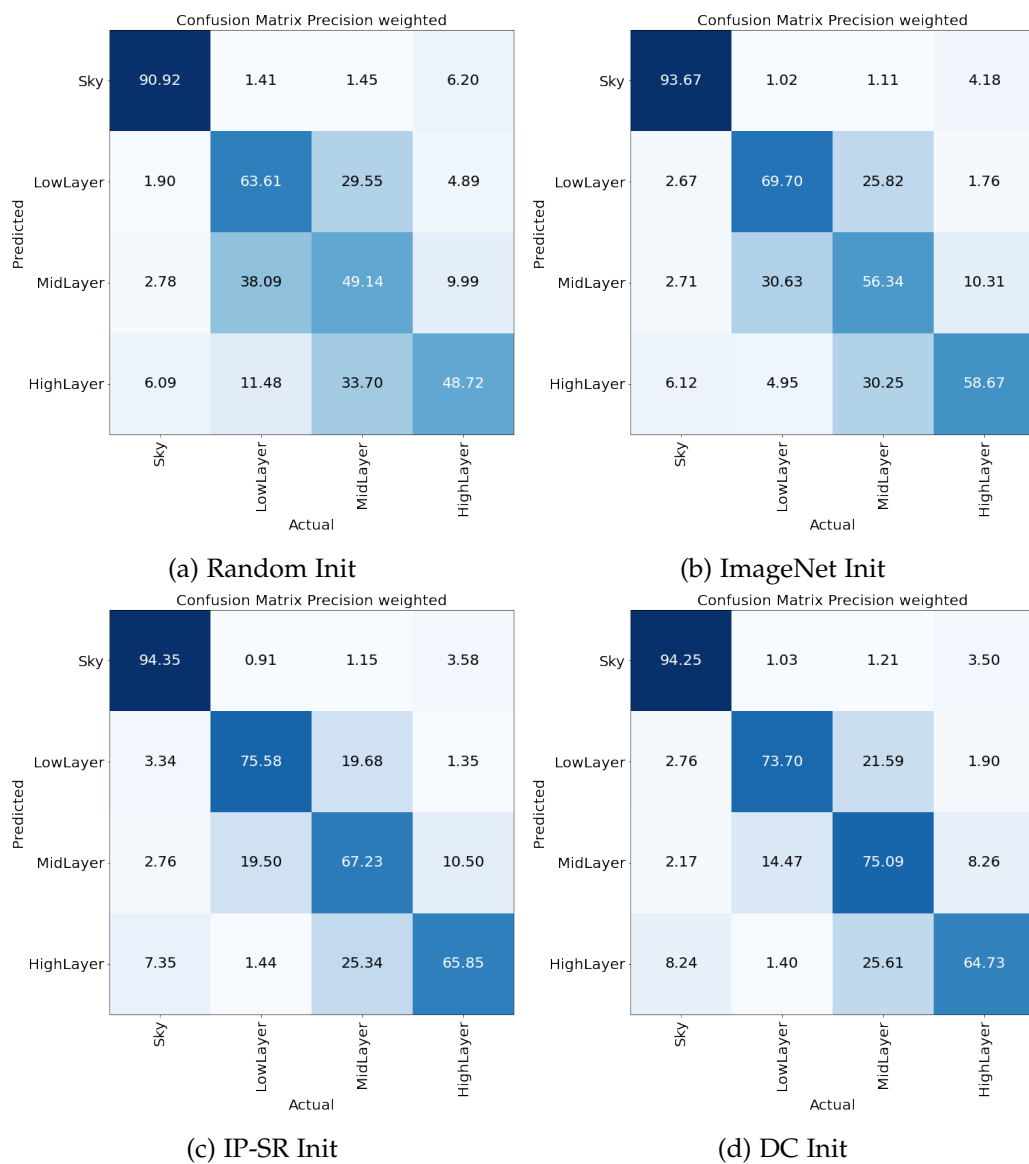 Confusion Matrix Precision weighted
Predicted
Sky 90.92 1.41 1.45 6.20
LowLayer 1.90 63.61 29.55 4.89
MidLayer 2.78 38.09 49.14 9.99
HighLayer 6.09 11.48 33.70 48.72
Sky LowLayer MidLayer HighLayer
Actual
(a) Random Init
Confusion Matrix Precision weighted
Predicted
Sky 93.67 1.02 1.11 4.18
LowLayer 2.67 69.70 25.82 1.76
MidLayer 2.71 30.63 56.34 10.31
HighLayer 6.12 4.95 30.25 58.67
Sky LowLayer MidLayer HighLayer
Actual
(b) ImageNet Init
Confusion Matrix Precision weighted
Predicted
Sky 94.35 0.91 1.15 3.58
LowLayer 3.34 75.58 19.68 1.35
MidLayer 2.76 19.50 67.23 10.50
HighLayer 7.35 1.44 25.34 65.85
Sky LowLayer MidLayer HighLayer
Actual
(c) IP-SR Init
Confusion Matrix Precision weighted
Predicted
Sky 94.25 1.03 1.21 3.50
LowLayer 2.76 73.70 21.59 1.90
MidLayer 2.17 14.47 75.09 8.26
HighLayer 8.24 1.40 25.61 64.73
Sky LowLayer MidLayer HighLayer
Actual
(d) DC Init